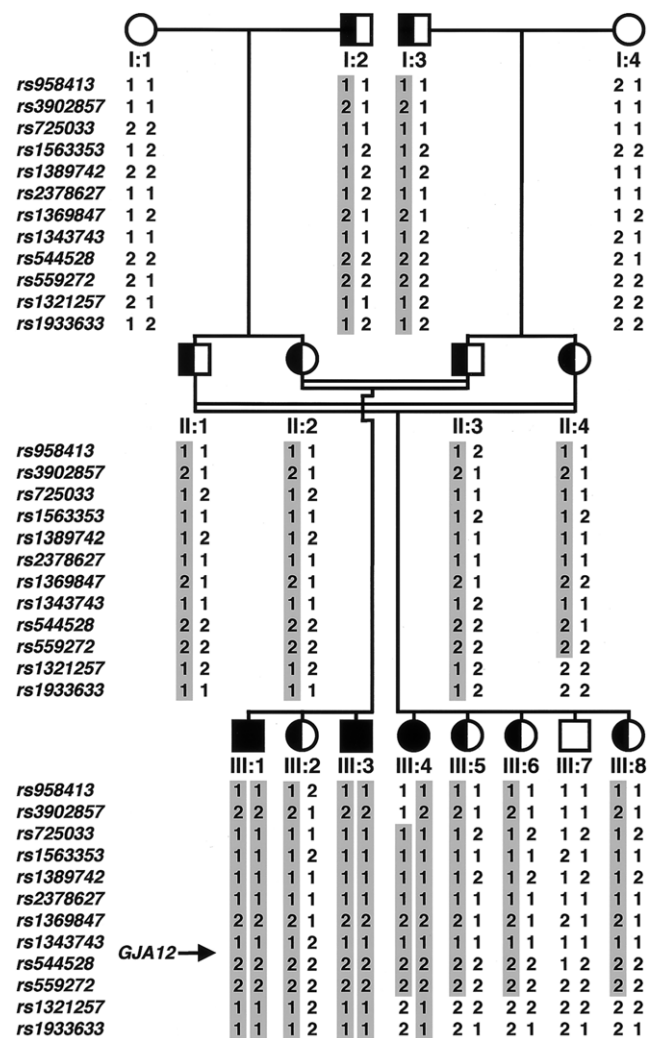 I:1 I:2 I:3 I:4
rs958413 1 1 1 1 1 1 2 1
rs3902857 1 1 2 1 2 1 1 1
rs725033 2 2 1 1 1 1 1 1
rs1563353 1 2 1 2 1 2 2 2
rs1389742 2 2 1 2 1 1 1 1
rs2378627 1 1 1 2 1 1 1 1
rs1369847 1 2 2 1 2 1 1 2
rs1343743 1 1 1 1 1 2 2 1
rs544528 2 2 2 2 2 2 2 1
rs559272 2 1 2 2 2 2 2 2
rs1321257 2 1 1 1 1 2 2 2
rs1933633 1 2 1 2 1 2 2 2
II:1 II:2 II:3 II:4
rs958413 1 1 1 1 1 2 1 1
rs3902857 2 1 2 1 2 1 2 1
rs725033 1 2 1 2 1 1 1 1
rs1563353 1 1 1 1 1 2 1 2
rs1389742 1 2 1 2 1 1 1 1
rs2378627 1 1 1 1 1 1 1 1
rs1369847 2 1 2 1 2 1 2 2
rs1343743 1 1 1 1 1 2 1 1
rs544528 2 2 2 2 2 2 2 1
rs559272 2 2 2 2 2 2 2 2
rs1321257 1 2 1 2 1 2 2 2
rs1933633 1 1 1 1 1 2 2 2
III:1 III:2 III:3 III:4 III:5 III:6 III:7 III:8
rs958413 1 1 1 2 1 1 1 1 1 1 1 1 1 1 1 1
rs3902857 2 2 2 1 2 2 1 2 2 1 2 1 1 1 2 1
rs725033 1 1 1 1 1 1 1 1 1 2 1 2 1 2 1 2
rs1563353 1 1 1 2 1 1 1 1 1 1 1 1 2 1 1 1
rs1389742 1 1 1 1 1 1 1 1 1 2 1 2 1 2 1 2
rs2378627 1 1 1 1 1 1 1 1 1 1 1 1 1 1 1 1
rs1369847 2 2 2 1 2 2 2 2 2 1 2 1 2 1 2 1
rs1343743 1 1 1 2 1 1 1 1 1 1 1 1 1 1 1 1
GJA12
rs544528 2 2 2 2 2 2 2 2 2 2 2 2 1 2 2 2
rs559272 2 2 2 2 2 2 2 2 2 2 2 2 2 2 2 2
rs1321257 1 1 1 2 1 1 2 1 2 2 2 2 2 2 2 2
rs1933633 1 1 1 2 1 1 2 1 2 1 2 1 2 1 2 1